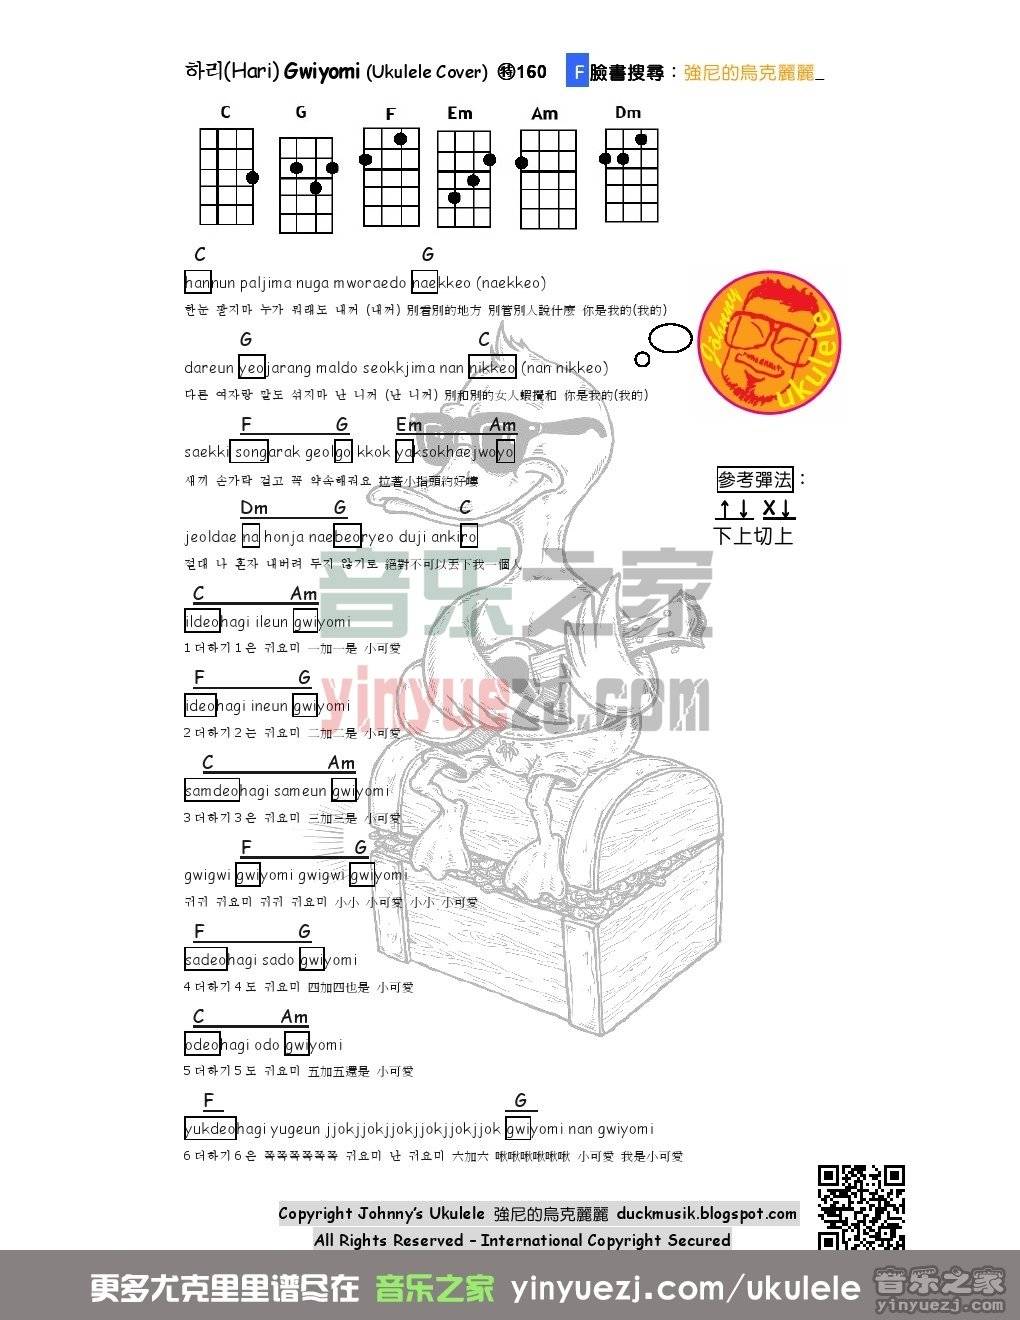 하리(Hari) Gwiyomi (Ukulele Cover) ㊕160 F 臉書搜尋：強尼的烏克麗麗_
C G F Em Am Dm
C G
hannun paljima nuga mworaedo naekkeo (naekkeo)
한눈 팔지마 누가 뭐래도 내꺼 (내꺼) 別看別的地方 別管別人說什麼 你是我的(我的)
G C
dareun yeojarang maldo seokkjima nan nikkeo (nan nikkeo)
다른 여자랑 말도 섞지마 난 니꺼 (난 니꺼) 別和別的女人蝦攪和 你是我的(我的)
F G Em Am
saekki songarak geolgo kkok yaksokhaejwoyo
새끼 손가락 걸고 꼭 약속해줘요 拉著小指頭約好嘍
Dm G C
jeoldae na honja naebeoryeo duji ankiro
절대 나 혼자 내버려 두지 않기로 絕對不可以丟下我一個人
C Am
ildeohagi ileun gwiyomi
1더하기1은 귀요미 一加一是 小可愛
F G
ideohagi ineun gwiyomi
2더하기2는 귀요미 二加二是 小可愛
C Am
samdeohagi sameun gwiyomi
3더하기3은 귀요미 三加三是 小可愛
F G
gwigwi gwiyomi gwigwi gwiyomi
귀귀 귀요미 귀귀 귀요미 小小 小可愛 小小 小可愛
F G
sadeohagi sado gwiyomi
4더하기4도 귀요미 四加四也是 小可愛
C Am
odeohagi odo gwiyomi
5더하기5도 귀요미 五加五還是 小可愛
F G
yukdeohagi yugeun jjokjjokjjokjjokjjokjjok gwiyomi nan gwiyomi
6더하기6은 쪽쪽쪽쪽쪽쪽 귀요미 난 귀요미 六加六 啾啾啾啾啾啾 小可愛 我是小可愛
Johnny
ukulele
參考彈法：
↑↓ X↓
下上切上
音乐之家
yinyuezj.com
Copyright Johnny's Ukulele 強尼的烏克麗麗 duckmusik.blogspot.com
All Rights Reserved - International Copyright Secured
更多尤克里里谱尽在 音乐之家 yinyuezj.com/ukulele
音乐之家
yinyuezj.com